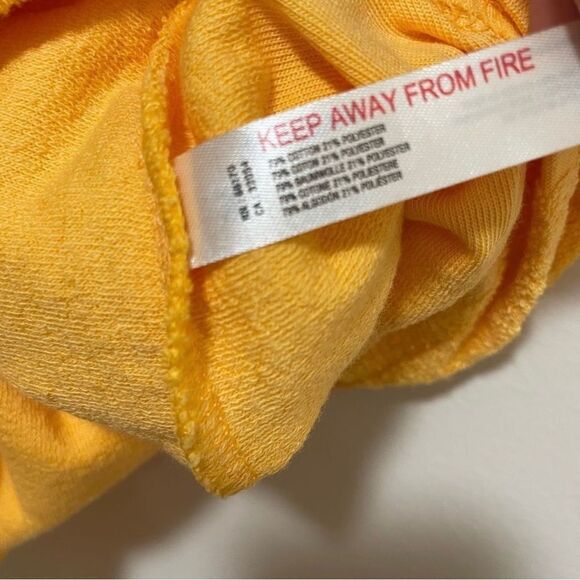 KEEP AWAY FROM FIRE
79% COTTON 21% POLYESTER
79% COTON 21% POLYESTER
79% BAUMWOLLE 21% POLYESTER
79% COTONE 21% POLIESTERE
79% ALGODÓN 21% POLIÉSTER